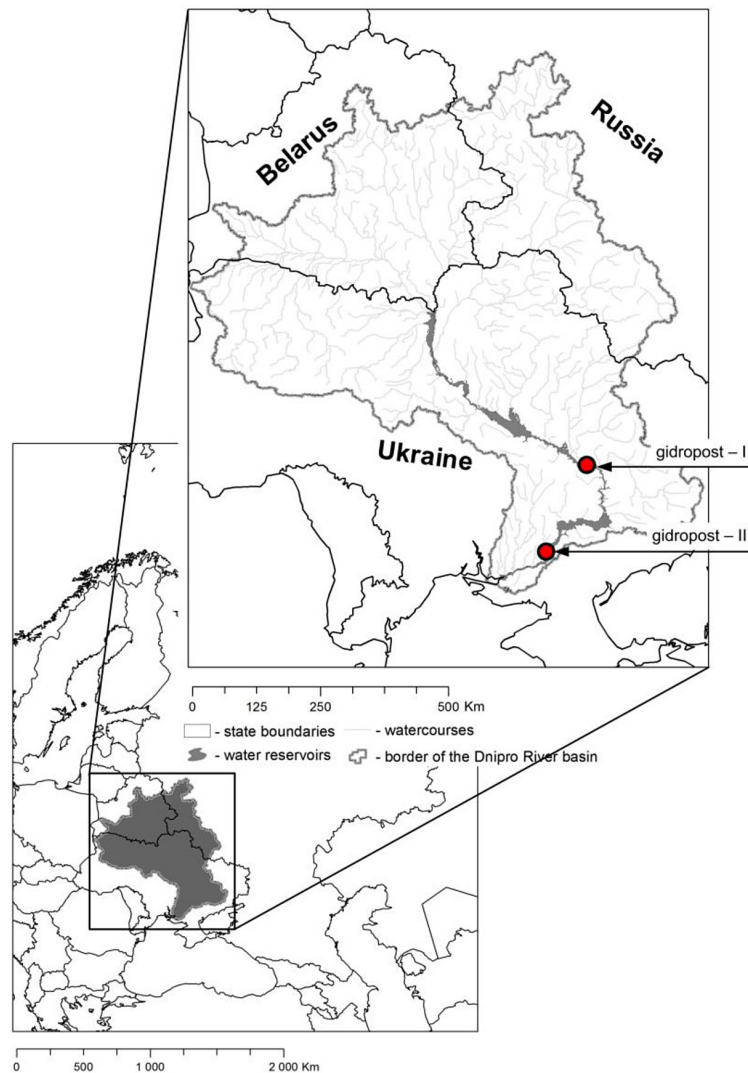 Belarus
Russia
Ukraine
gidropost – I
gidropost – II
0 125 250 500 Km
- state boundaries - watercourses
- water reservoirs - border of the Dnipro River basin
0 500 1 000 2 000 Km